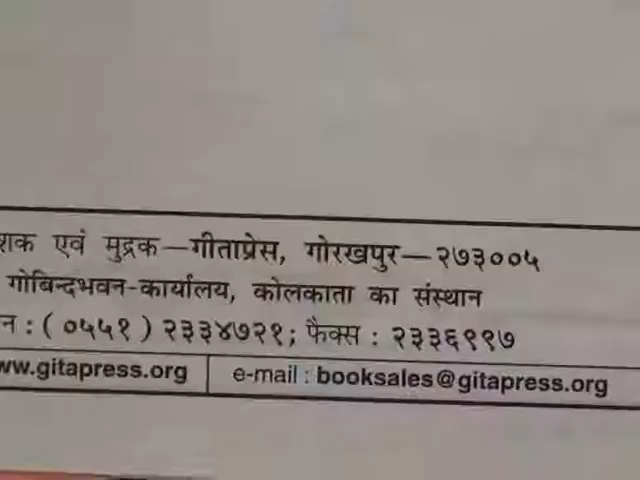 शक एवं मुद्रक—गीताप्रेस, गोरखपुर—२७३००५
गोबिन्दभवन-कार्यालय, कोलकाता का संस्थान
न : ( ०५५१ ) २३३४७२१; फैक्स : २३३६९९७
ww.gitapress.org e-mail : booksales@gitapress.org